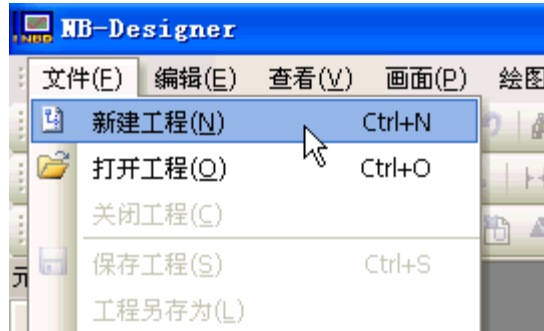 NB-Designer
文件(F) 编辑(E) 查看(V) 画面(P) 绘图
新建工程(N) Ctrl+N
打开工程(O) Ctrl+O
关闭工程(C)
保存工程(S) Ctrl+S
元
工程另存为(L)